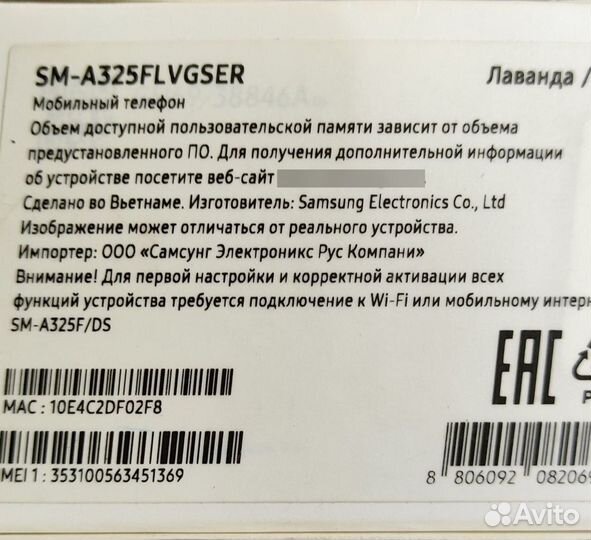 SM-A325FLVGSER
Лаванда /
Мобильный телефон
Объем доступной пользовательской памяти зависит от объема
предустановленного ПО. Для получения дополнительной информации
об устройстве посетите веб-сайт
Сделано во Вьетнаме. Изготовитель: Samsung Electronics Co., Ltd
Изображение может отличаться от реального устройства.
Импортер: ООО «Самсунг Электроникс Рус Компани»
Внимание! Для первой настройки и корректной активации всех
функций устройства требуется подключение к Wi-Fi или мобильному интерн
SM-A325F/DS
EAC
MAC : 10E4C2DF02F8
MEI 1 : 353100563451369
8 806092 08206
Avito